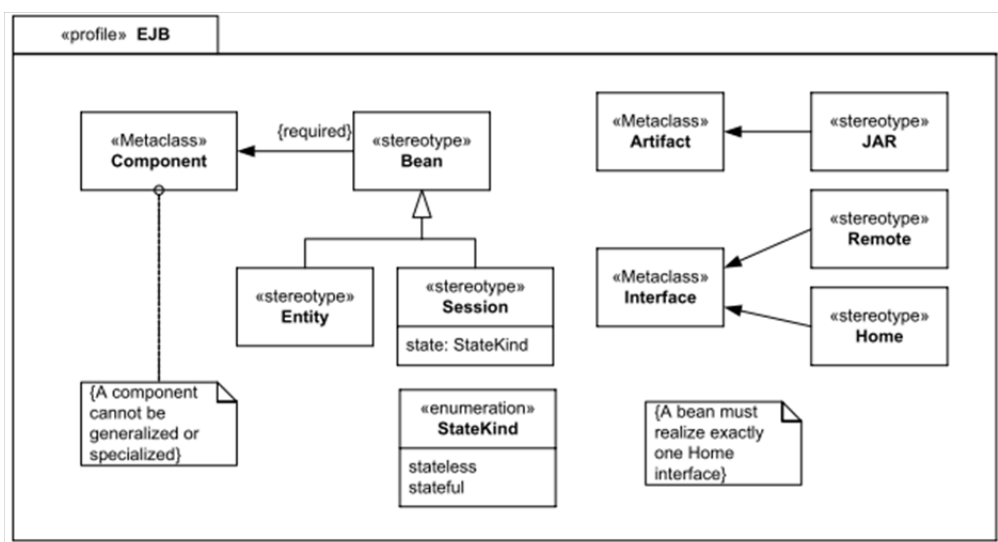 «profile» EJB
«Metaclass»
Component
{required}
«stereotype»
Bean
«stereotype»
Entity
«stereotype»
Session
state: StateKind
{A component
cannot be
generalized or
specialized}
«enumeration»
StateKind
stateless
stateful
«Metaclass»
Artifact
«stereotype»
JAR
«Metaclass»
Interface
«stereotype»
Remote
«stereotype»
Home
{A bean must
realize exactly
one Home
interface}